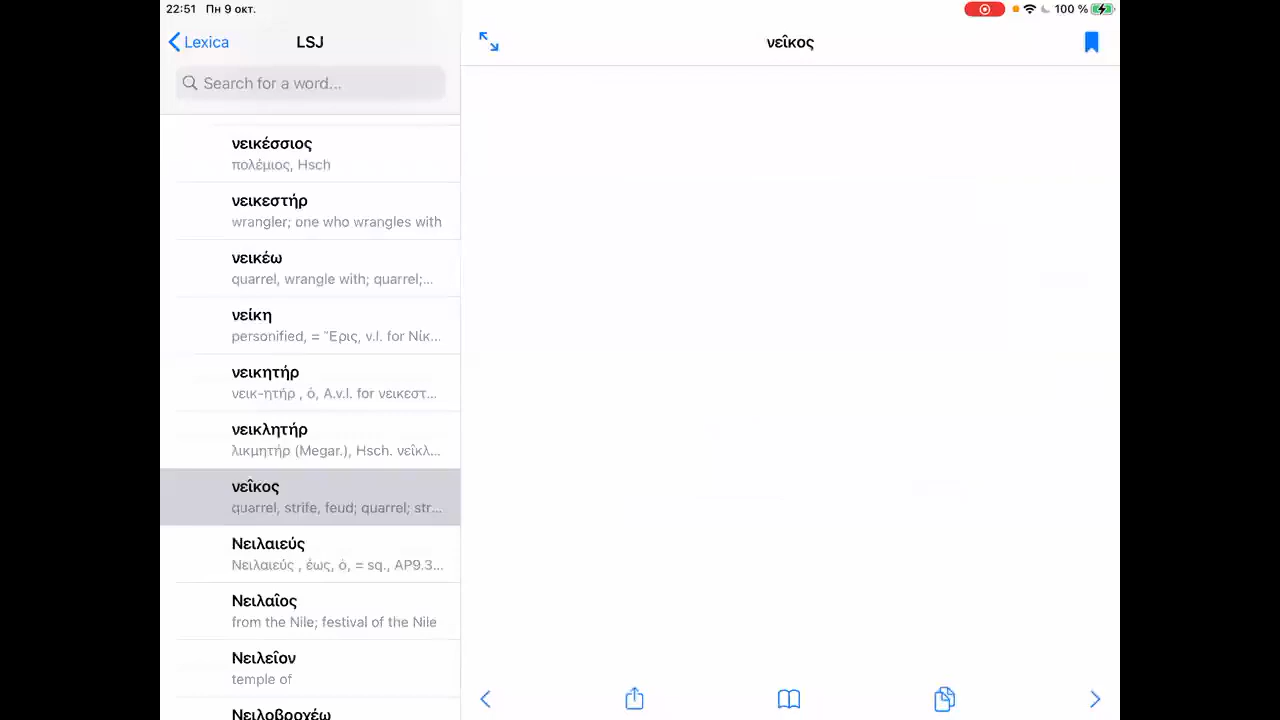 22:51 Пн 9 окт.
100 %
Lexica
LSJ
νεῖκος
Search for a word...
νεικέσσιος
πολέμιος, Hsch
νεικεστήρ
wrangler; one who wrangles with
νεικέω
quarrel, wrangle with; quarrel;...
νείκη
personified, = Ἔρις, v.l. for Νίκ...
νεικητήρ
νεικ-ητήρ , ὁ, A.v.l. for νεικεστ...
νεικλητήρ
λικμητήρ (Megar.), Hsch. νεῖκλ...
νεῖκος
quarrel, strife, feud; quarrel; str...
Νειλαιεύς
Νειλαιεύς , έως, ὁ, = sq., AP9.3...
Νειλαῖος
from the Nile; festival of the Nile
Νειλεῖον
temple of
Νειλοβροχέω